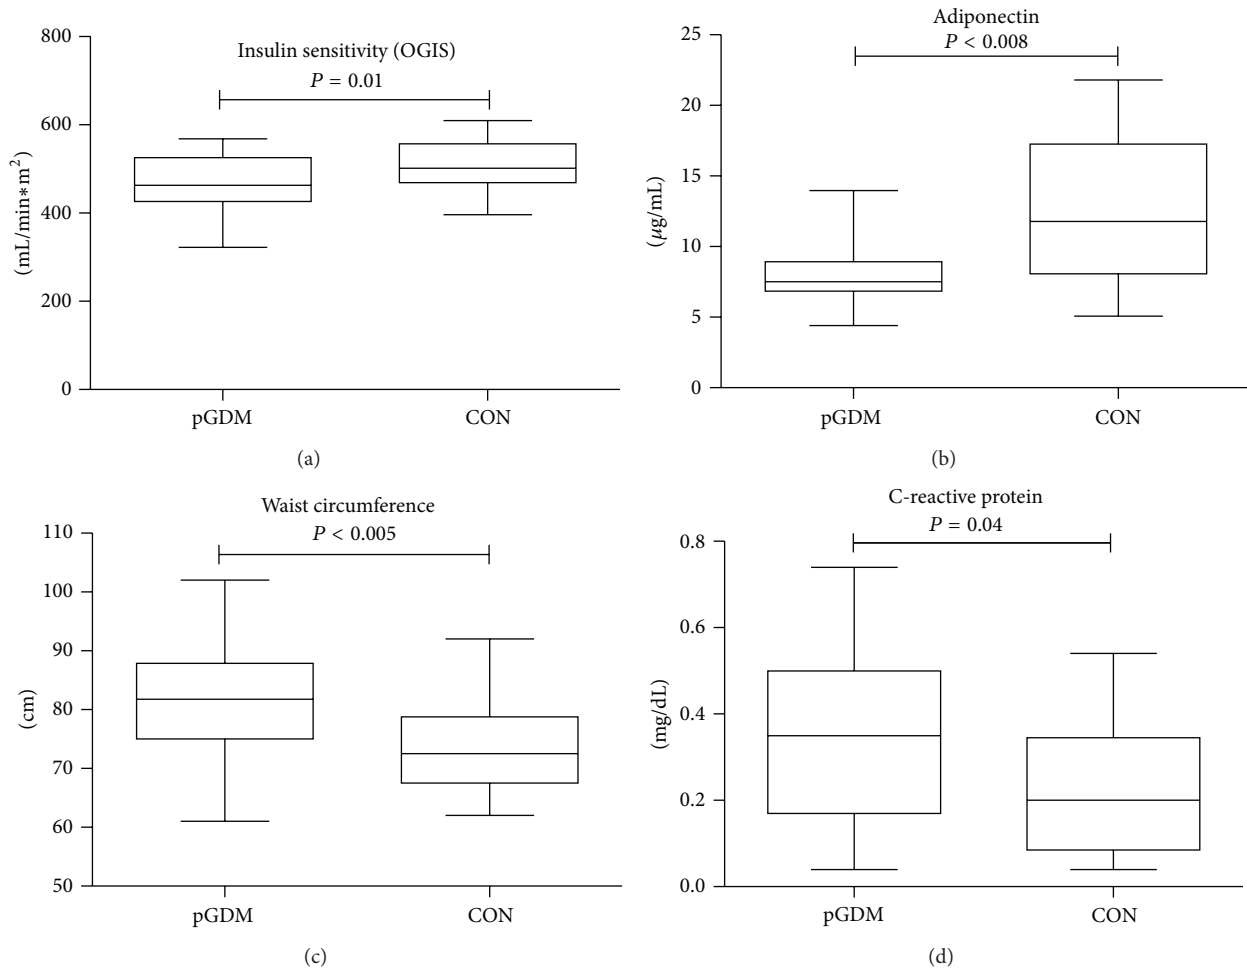 Insulin sensitivity (OGIS)
P = 0.01
800
600
400
200
0
(mL/min∗m²)
pGDM
CON
(a)
Adiponectin
P < 0.008
25
20
15
10
5
0
(μg/mL)
pGDM
CON
(b)
Waist circumference
P < 0.005
110
100
90
80
70
60
50
(cm)
pGDM
CON
(c)
C-reactive protein
P = 0.04
0.8
0.6
0.4
0.2
0.0
(mg/dL)
pGDM
CON
(d)